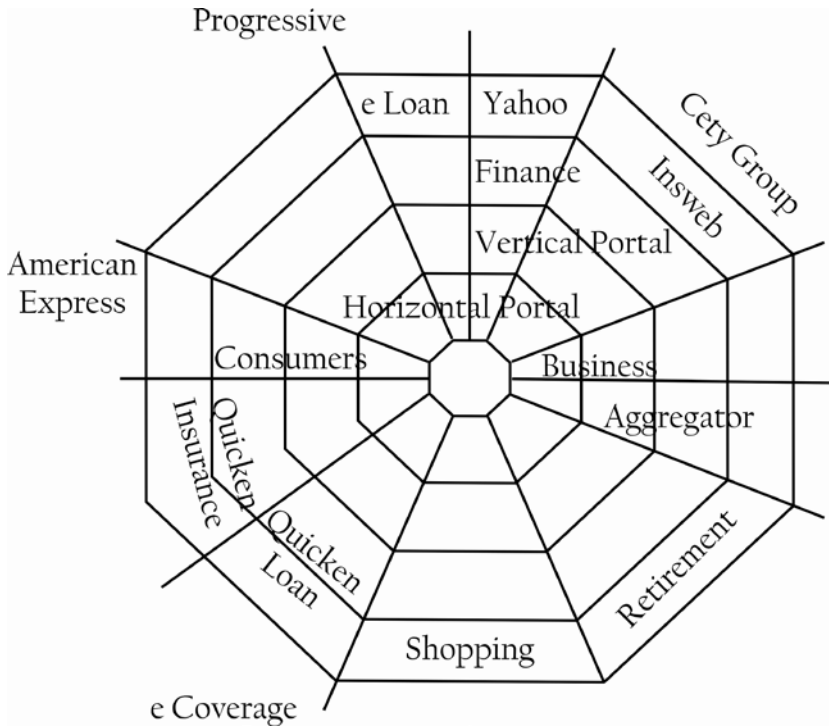 Progressive
e Loan
Yahoo
Cety Group
Finance
Insweb
Vertical Portal
American
Express
Horizontal Portal
Consumers
Business
Aggregator
Quicken
Insurance
Quicken
Loan
Retirement
Shopping
e Coverage